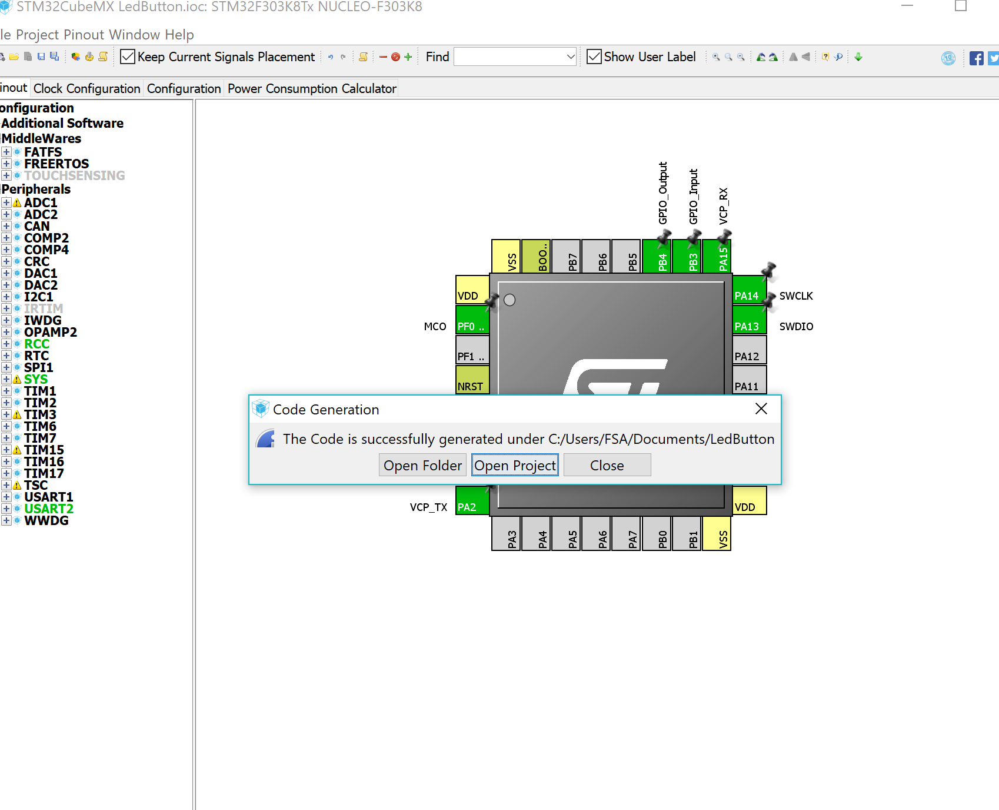 STM32CubeMX LedButton.ioc: STM32F303K8Tx NUCLEO-F303K8
le Project Pinout Window Help
Keep Current Signals Placement Find Show User Label
inout Clock Configuration Configuration Power Consumption Calculator
onfiguration
Additional Software
MiddleWares
FATFS
FREERTOS
TOUCHSENSING
Peripherals
ADC1
ADC2
CAN
COMP2
COMP4
CRC
DAC1
DAC2
I2C1
IRTIM
IWDG
OPAMP2
RCC
RTC
SPI1
SYS
TIM1
TIM2
TIM3
TIM6
TIM7
TIM15
TIM16
TIM17
TSC
USART1
USART2
WWDG
GPIO_Output
GPIO_Input
VCP_RX
VSS
BOO..
PB7
PB6
PB5
PB4
PB3
PA15
VDD
PA14 SWCLK
MCO PF0 ..
PA13 SWDIO
PF1 ..
PA12
NRST
PA11
Code Generation
The Code is successfully generated under C:/Users/FSA/Documents/LedButton
Open Folder Open Project Close
VCP_TX PA2
VDD
PA3
PA4
PA5
PA6
PA7
PB0
PB1
VSS